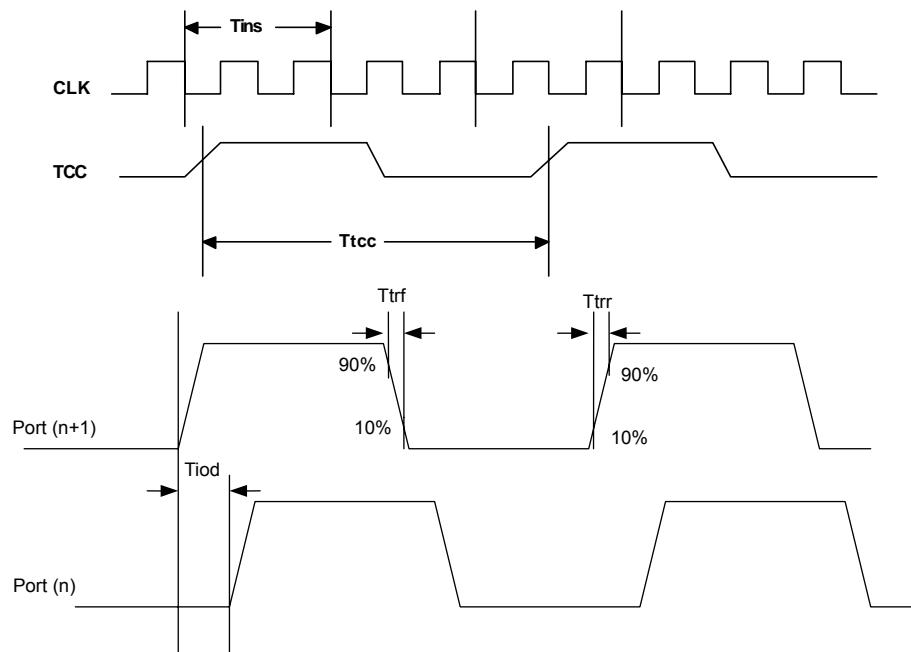 Tins
CLK
TCC
Ttcc
Ttrf
Ttrr
90%
90%
Port (n+1)
10%
10%
Tiod
Port (n)